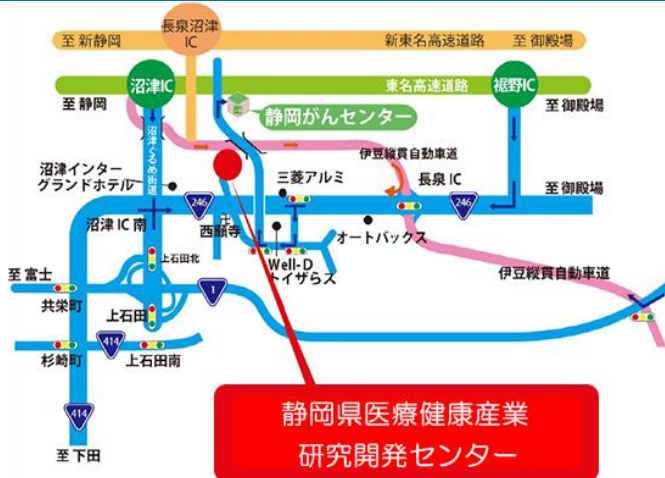 長泉沼津
IC
至 新静岡
新東名高速道路
至 御殿場
沼津IC
東名高速道路
裾野IC
至 静岡
至 御殿場
静岡がんセンター
沼津ぐるめ街道
伊豆縦貫自動車道
沼津インター
グランドホテル
三菱アルミ
長泉 IC
至 御殿場
246
246
沼津 IC 南
西願寺
オートバックス
上石田北
Well-D
トイザらス
至 富士
伊豆縦貫自動車道
1
共栄町
上石田
414
杉崎町
上石田南
414
至 下田
静岡県医療健康産業
研究開発センター